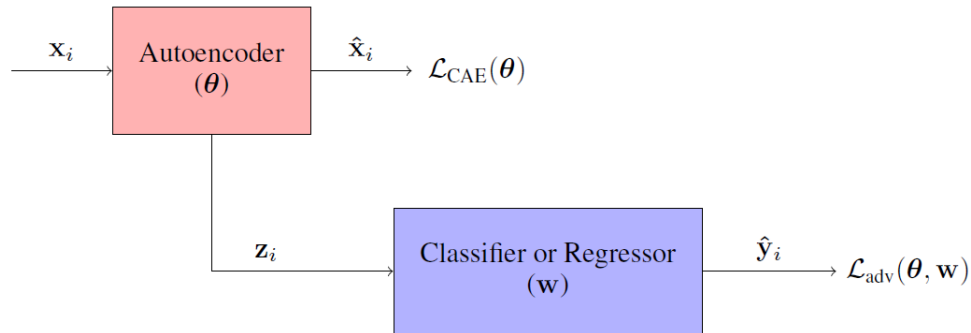 x_i
Autoencoder
(θ)
x̂_i
ℒ_CAE(θ)
z_i
Classifier or Regressor
(w)
ŷ_i
ℒ_adv(θ, w)